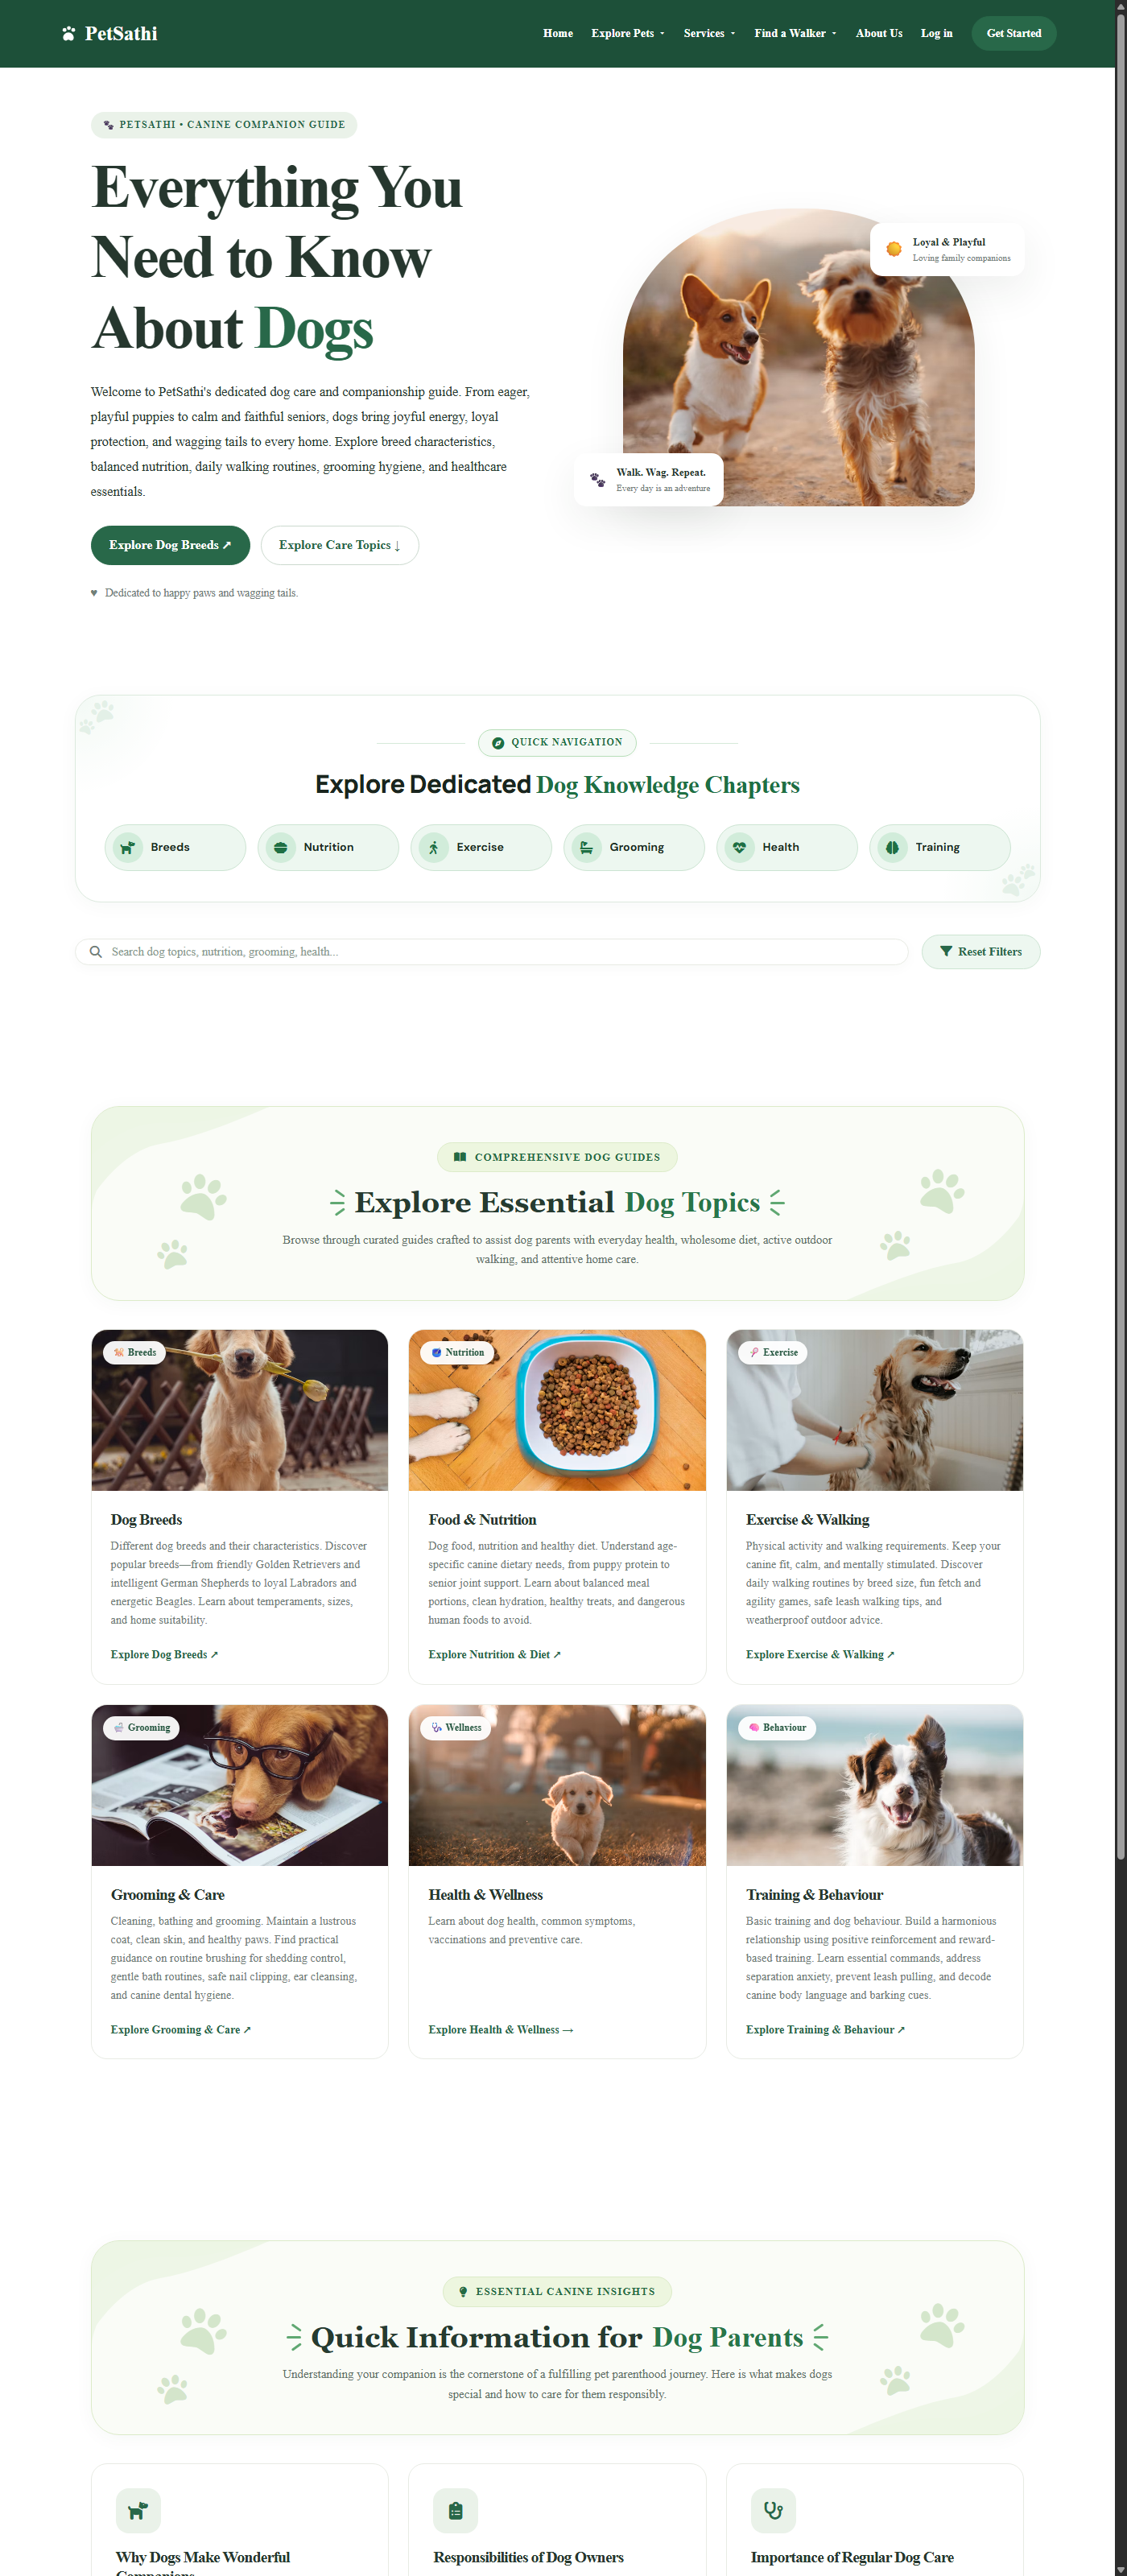 PetSathi
Home Explore Pets Services Find a Walker About Us Log in Get Started
PETSATHI • CANINE COMPANION GUIDE
Everything You
Need to Know
About Dogs
Welcome to PetSathi's dedicated dog care and companionship guide. From eager,
playful puppies to calm and faithful seniors, dogs bring joyful energy, loyal
protection, and wagging tails to every home. Explore breed characteristics,
balanced nutrition, daily walking routines, grooming hygiene, and healthcare
essentials.
Explore Dog Breeds ↗ Explore Care Topics ↓
♥ Dedicated to happy paws and wagging tails.
Loyal & Playful
Loving family companions
Walk. Wag. Repeat.
Every day is an adventure
QUICK NAVIGATION
Explore Dedicated Dog Knowledge Chapters
Breeds Nutrition Exercise Grooming Health Training
Search dog topics, nutrition, grooming, health...
Reset Filters
COMPREHENSIVE DOG GUIDES
Explore Essential Dog Topics
Browse through curated guides crafted to assist dog parents with everyday health, wholesome diet, active outdoor
walking, and attentive home care.
Breeds
Dog Breeds
Different dog breeds and their characteristics. Discover
popular breeds—from friendly Golden Retrievers and
intelligent German Shepherds to loyal Labradors and
energetic Beagles. Learn about temperaments, sizes,
and home suitability.
Explore Dog Breeds ↗
Nutrition
Food & Nutrition
Dog food, nutrition and healthy diet. Understand age-
specific canine dietary needs, from puppy protein to
senior joint support. Learn about balanced meal
portions, clean hydration, healthy treats, and dangerous
human foods to avoid.
Explore Nutrition & Diet ↗
Exercise
Exercise & Walking
Physical activity and walking requirements. Keep your
canine fit, calm, and mentally stimulated. Discover
daily walking routines by breed size, fun fetch and
agility games, safe leash walking tips, and
weatherproof outdoor advice.
Explore Exercise & Walking ↗
Grooming
Grooming & Care
Cleaning, bathing and grooming. Maintain a lustrous
coat, clean skin, and healthy paws. Find practical
guidance on routine brushing for shedding control,
gentle bath routines, safe nail clipping, ear cleansing,
and canine dental hygiene.
Explore Grooming & Care ↗
Wellness
Health & Wellness
Learn about dog health, common symptoms,
vaccinations and preventive care.
Explore Health & Wellness →
Behaviour
Training & Behaviour
Basic training and dog behaviour. Build a harmonious
relationship using positive reinforcement and reward-
based training. Learn essential commands, address
separation anxiety, prevent leash pulling, and decode
canine body language and barking cues.
Explore Training & Behaviour ↗
ESSENTIAL CANINE INSIGHTS
Quick Information for Dog Parents
Understanding your companion is the cornerstone of a fulfilling pet parenthood journey. Here is what makes dogs
special and how to care for them responsibly.
Why Dogs Make Wonderful
Companions
Responsibilities of Dog Owners
Importance of Regular Dog Care